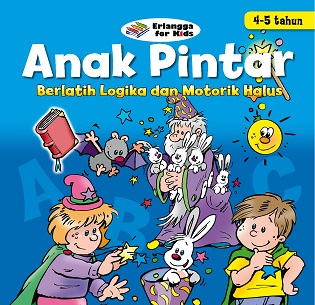 Erlangga
for Kids
4-5 tahun
Anak Pintar
Berlatih Logika dan Motorik Halus
A B C